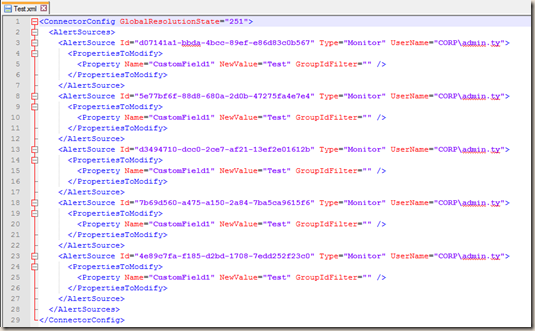 Test.xml
1 <ConnectorConfig GlobalResolutionState="251">
2 <AlertSources>
3 <AlertSource Id="d07141a1-bbda-4bcc-89ef-e86d83c0b567" Type="Monitor" UserName="CORP\admin.ty">
4 <PropertiesToModify>
5 <Property Name="CustomField1" NewValue="Test" GroupIdFilter="" />
6 </PropertiesToModify>
7 </AlertSource>
8 <AlertSource Id="5e77bf6f-88d8-680a-2d0b-47275fa4e7e4" Type="Monitor" UserName="CORP\admin.ty">
9 <PropertiesToModify>
10 <Property Name="CustomField1" NewValue="Test" GroupIdFilter="" />
11 </PropertiesToModify>
12 </AlertSource>
13 <AlertSource Id="d3494710-dcc0-2ce7-af21-13ef2e01612b" Type="Monitor" UserName="CORP\admin.ty">
14 <PropertiesToModify>
15 <Property Name="CustomField1" NewValue="Test" GroupIdFilter="" />
16 </PropertiesToModify>
17 </AlertSource>
18 <AlertSource Id="7b69d560-a475-a150-2a84-7ba5ca9615f6" Type="Monitor" UserName="CORP\admin.ty">
19 <PropertiesToModify>
20 <Property Name="CustomField1" NewValue="Test" GroupIdFilter="" />
21 </PropertiesToModify>
22 </AlertSource>
23 <AlertSource Id="4e89c7fa-f185-d2bd-1708-7edd252f23c0" Type="Monitor" UserName="CORP\admin.ty">
24 <PropertiesToModify>
25 <Property Name="CustomField1" NewValue="Test" GroupIdFilter="" />
26 </PropertiesToModify>
27 </AlertSource>
28 </AlertSources>
29 </ConnectorConfig>